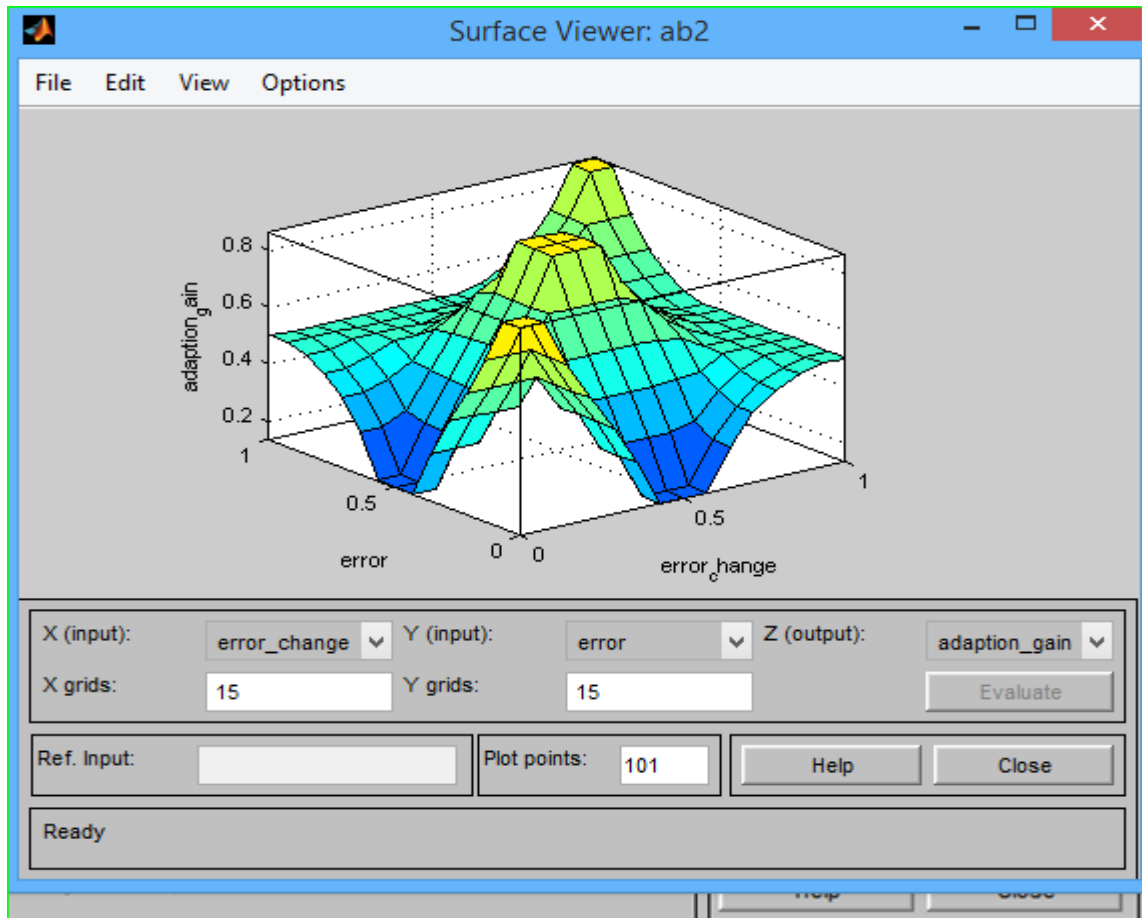 Surface Viewer: ab2
File Edit View Options
0.8
0.6
0.4
0.2
adaption_gain
1
0.5
0
error
0
0.5
1
error_change
X (input): error_change Y (input): error Z (output): adaption_gain
X grids: 15 Y grids: 15 Evaluate
Ref. Input: Plot points: 101 Help Close
Ready
Help Close